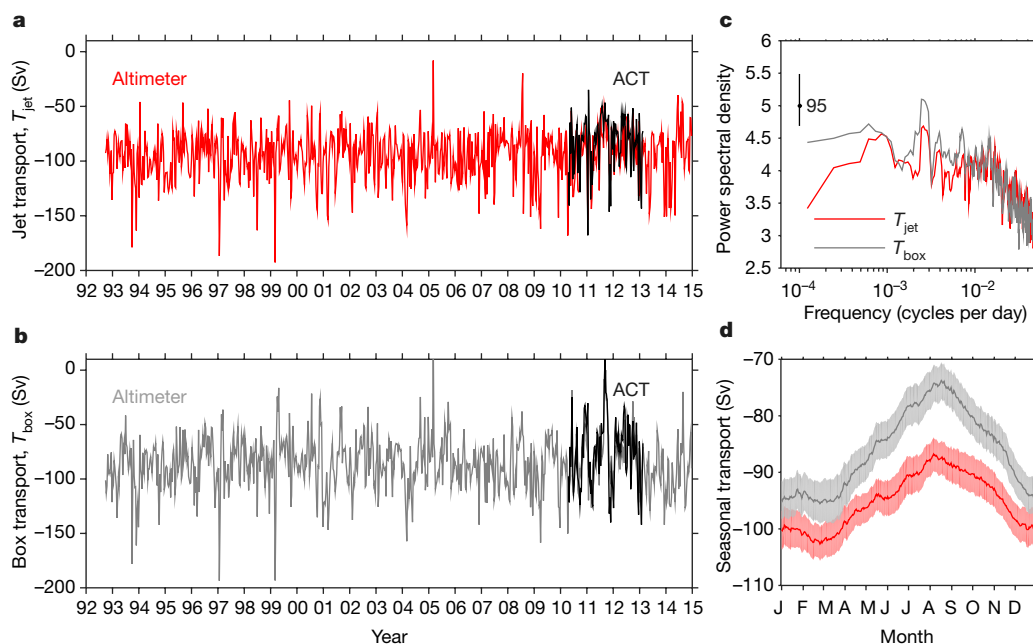 a
Jet transport, T_jet (Sv)
0
−50
−100
−150
−200
Altimeter
ACT
92 93 94 95 96 97 98 99 00 01 02 03 04 05 06 07 08 09 10 11 12 13 14 15
b
Box transport, T_box (Sv)
0
−50
−100
−150
−200
Altimeter
ACT
92 93 94 95 96 97 98 99 00 01 02 03 04 05 06 07 08 09 10 11 12 13 14 15
Year
c
Power spectral density
6
5.5
5
4.5
4
3.5
3
2.5
95
T_jet
T_box
10⁻⁴ 10⁻³ 10⁻²
Frequency (cycles per day)
d
Seasonal transport (Sv)
−70
−80
−90
−100
−110
J F M A M J J A S O N D
Month